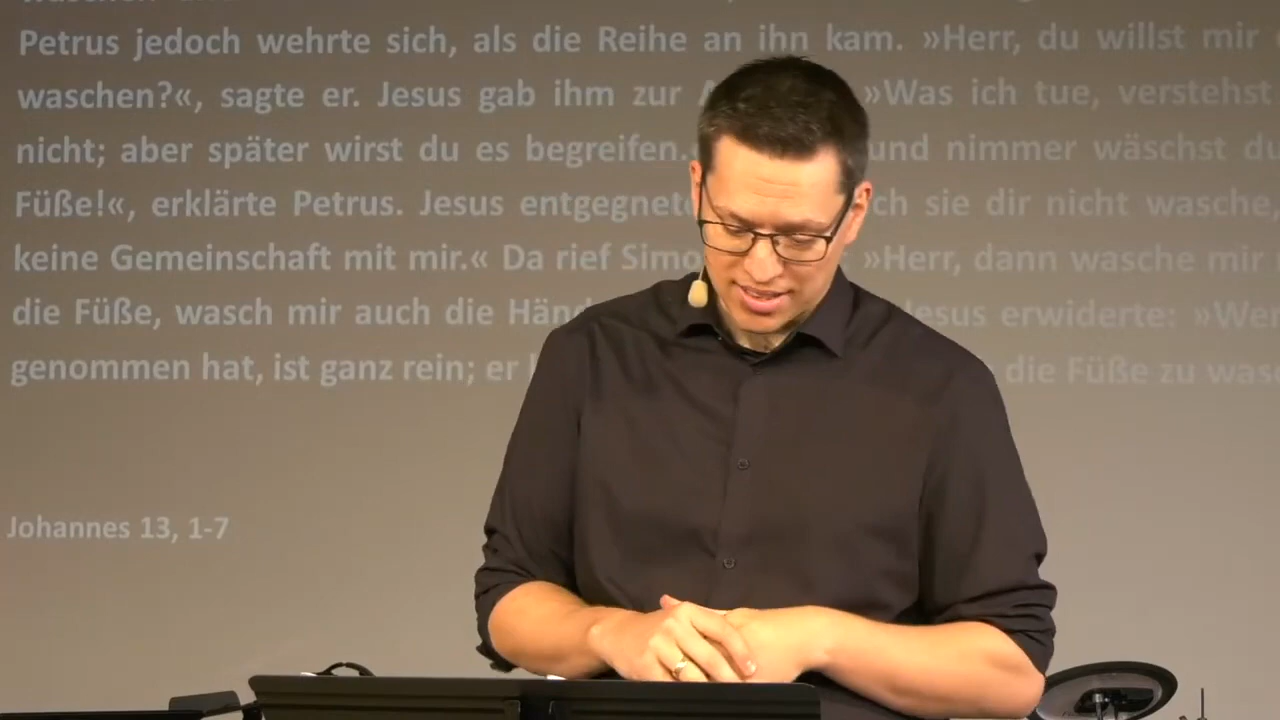 Petrus jedoch wehrte sich, als die Reihe an ihn kam. »Herr, du willst mir
waschen?«, sagte er. Jesus gab ihm zur »Was ich tue, verstehst
nicht; aber später wirst du es begreifen. und nimmer wäschst du
Füße!«, erklärte Petrus. Jesus entgegnete sie dir nicht wasche,
keine Gemeinschaft mit mir.« Da rief »Herr, dann wasche mir
die Füße, wasch mir auch die erwiderte:
genommen hat, ist ganz rein; er die Füße zu
Johannes 13, 1-7